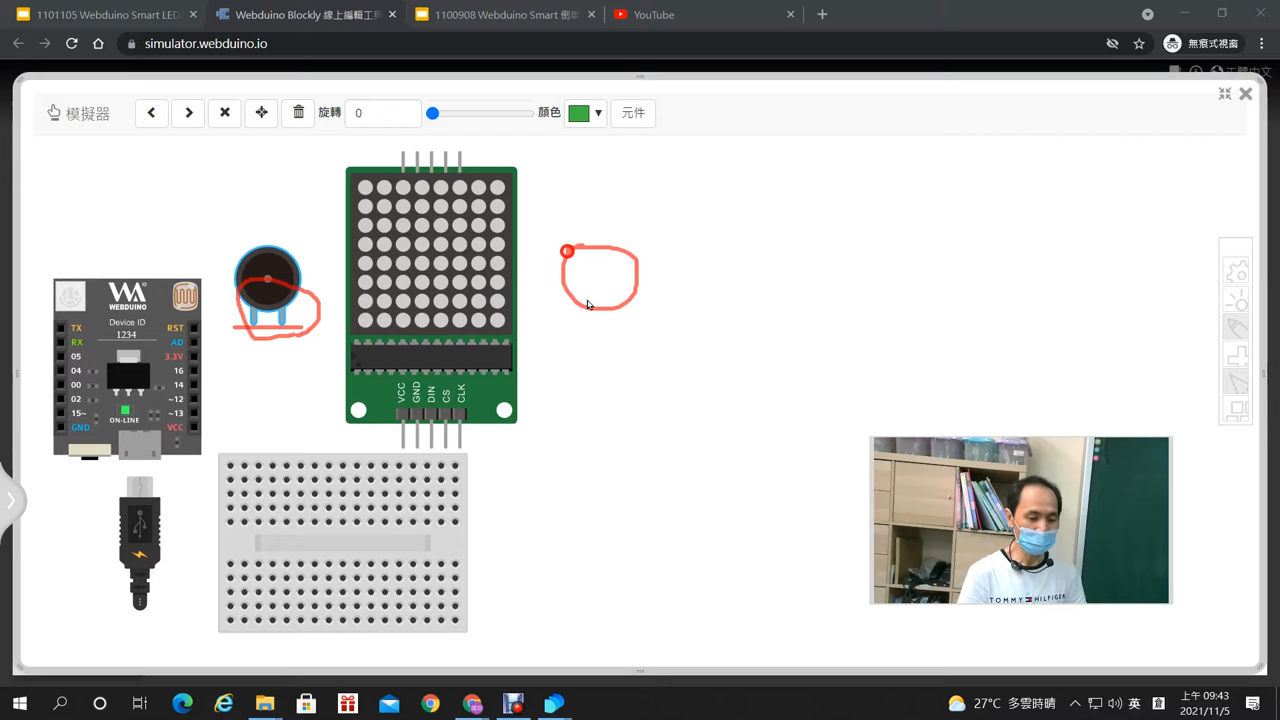 1101105 Webduino Smart LED
Webduino Blockly 線上編輯工具
1100908 Webduino Smart 倒
YouTube
simulator.webduino.io
無痕式視窗
模擬器
旋轉
0
顏色
元件
WEBDUINO
Device ID
1234
TX
RST
RX
AD
05
3.3V
04
16
00
14
02
~12
15~
~13
GND
VCC
ON-LINE
VCC
GND
DIN
CS
CLK
TOMMY HILFIGER
27°C 多雲時晴
英
上午 09:43
2021/11/5